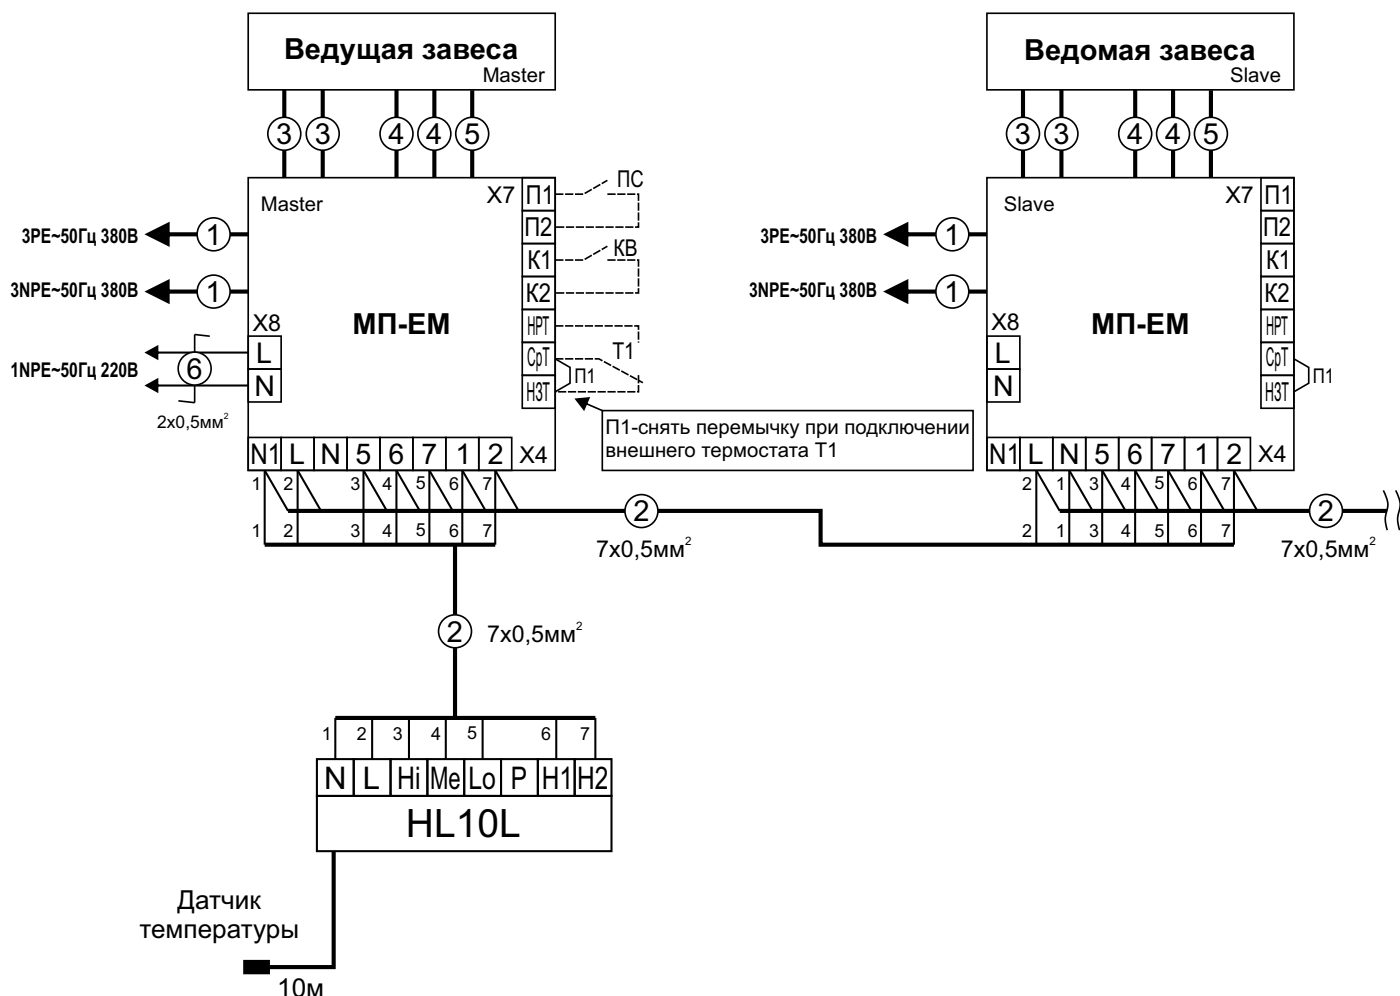 Ведущая завеса
Master
Ведомая завеса
Slave
3 3 4 4 5
3 3 4 4 5
Master
X7
П1
П2
К1
К2
НРТ
СрТ
НЗТ
ПС
КВ
Т1
П1
3PE~50Гц 380В
1
3NPE~50Гц 380В
1
1NPE~50Гц 220В
6
2х0,5мм²
X8
L
N
МП-ЕМ
П1-снять перемычку при подключении
внешнего термостата Т1
N1 L N 5 6 7 1 2 X4
1 2 3 4 5 6 7
1 2 3 4 5 6 7
2
7х0,5мм²
Slave
X7
П1
П2
К1
К2
НРТ
СрТ
НЗТ
П1
3PE~50Гц 380В
1
3NPE~50Гц 380В
1
X8
L
N
МП-ЕМ
N1 L N 5 6 7 1 2 X4
2 1 3 4 5 6 7
2 1 3 4 5 6 7
2
7х0,5мм²
2
7х0,5мм²
1 2 3 4 5 6 7
N L Hi Me Lo P H1 H2
HL10L
Датчик
температуры
10м